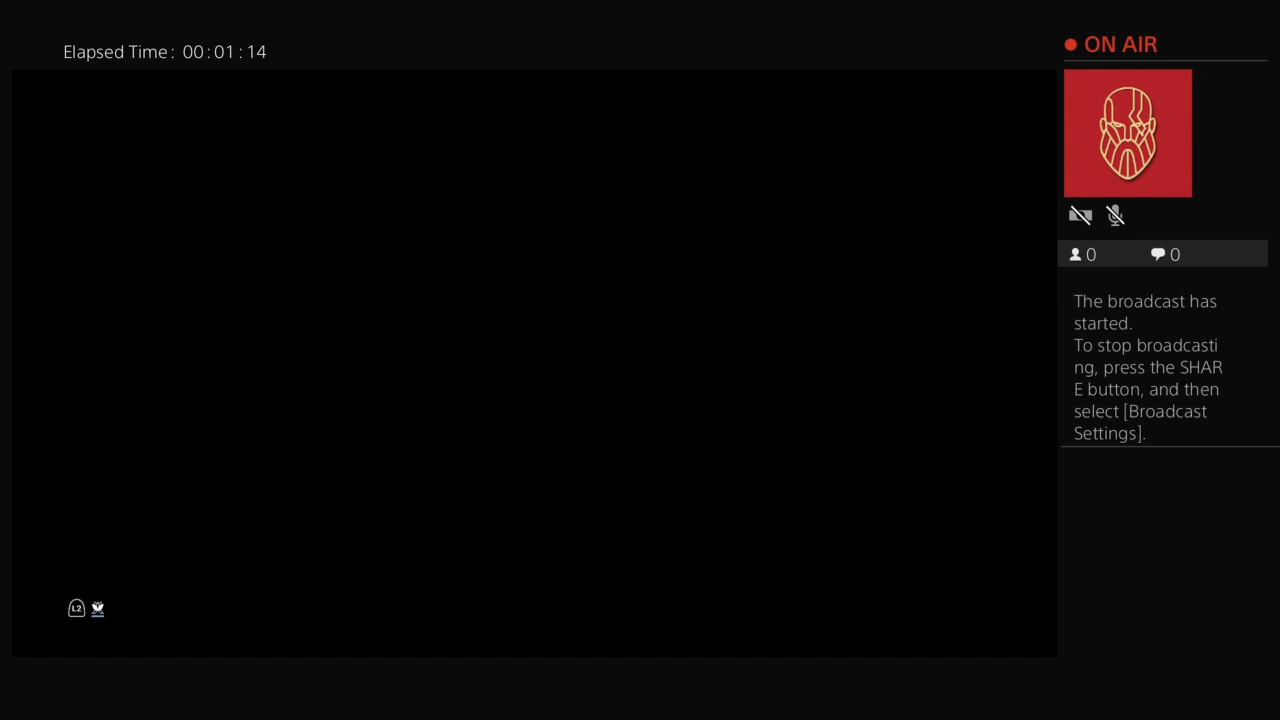 Elapsed Time: 00:01:14
ON AIR
0 0
The broadcast has
started.
To stop broadcasti
ng, press the SHAR
E button, and then
select [Broadcast
Settings].
L2